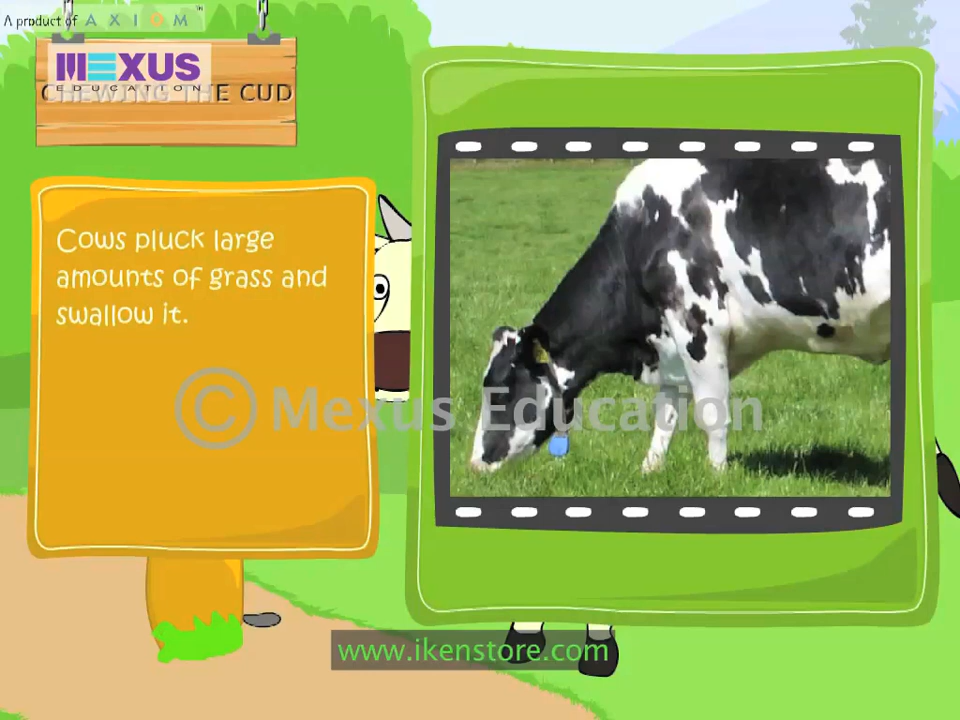 A product of AXIOM™
MEXUS
EDUCATION
CHEWING THE CUD
Cows pluck large
amounts of grass and
swallow it.
© Mexus Education
www.ikenstore.com